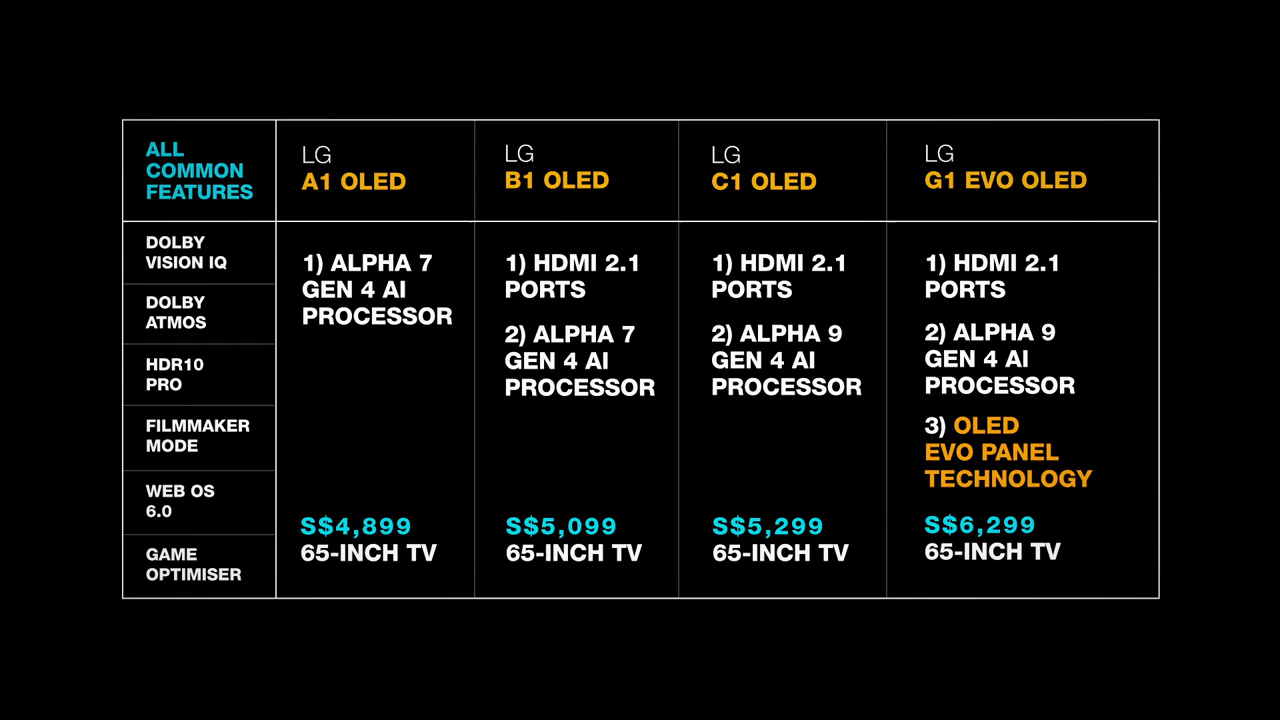 ALL
COMMON
FEATURES
DOLBY
VISION IQ
DOLBY
ATMOS
HDR10
PRO
FILMMAKER
MODE
WEB OS
6.0
GAME
OPTIMISER
LG
A1 OLED
1) ALPHA 7
GEN 4 AI
PROCESSOR
S$4,899
65-INCH TV
LG
B1 OLED
1) HDMI 2.1
PORTS
2) ALPHA 7
GEN 4 AI
PROCESSOR
S$5,099
65-INCH TV
LG
C1 OLED
1) HDMI 2.1
PORTS
2) ALPHA 9
GEN 4 AI
PROCESSOR
S$5,299
65-INCH TV
LG
G1 EVO OLED
1) HDMI 2.1
PORTS
2) ALPHA 9
GEN 4 AI
PROCESSOR
3) OLED
EVO PANEL
TECHNOLOGY
S$6,299
65-INCH TV